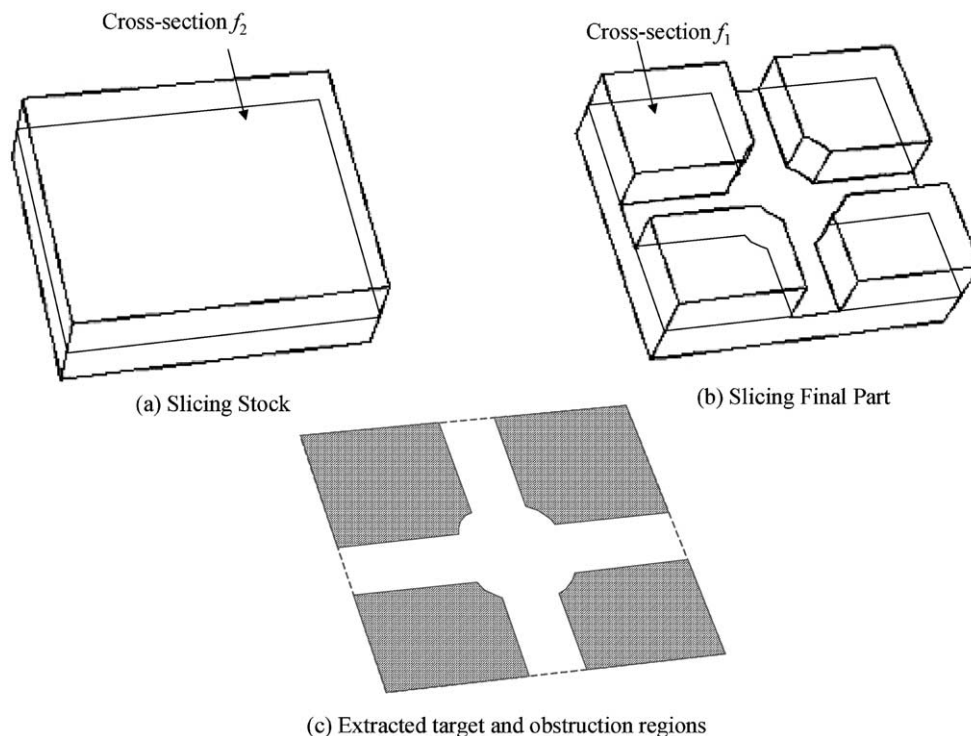 Cross-section f₂
Cross-section f₁
(a) Slicing Stock
(b) Slicing Final Part
(c) Extracted target and obstruction regions